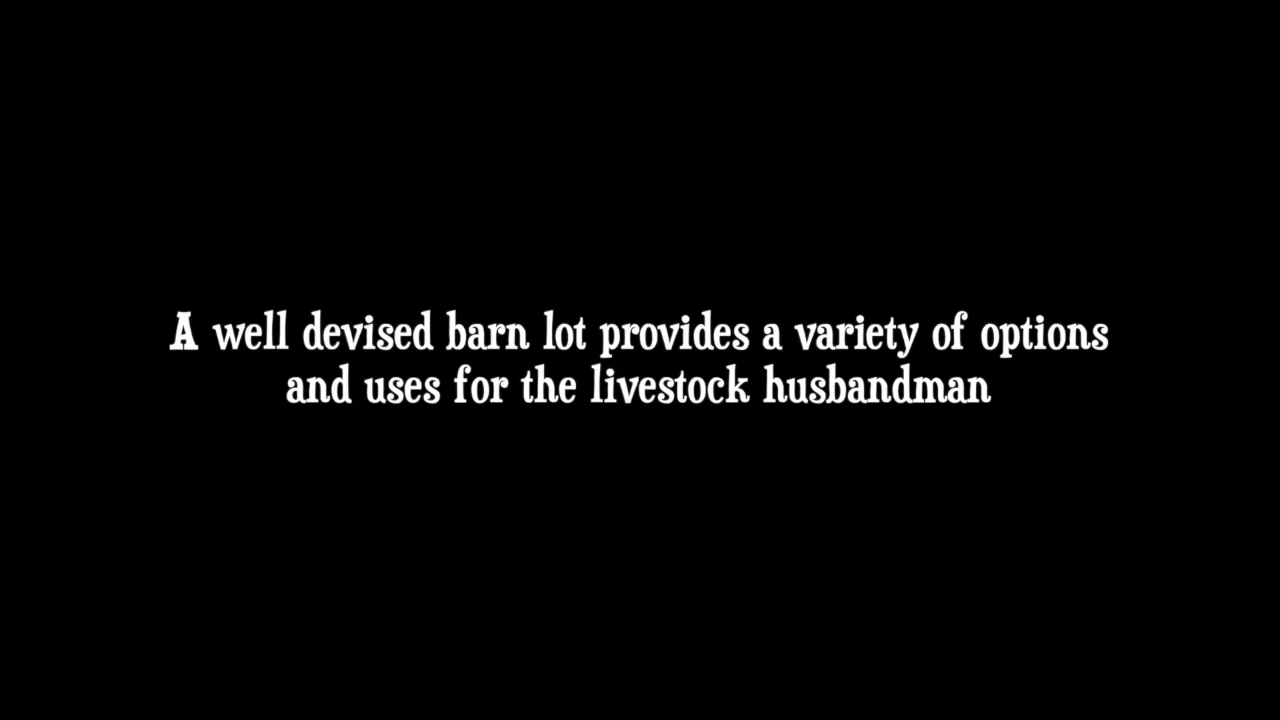 A well devised barn lot provides a variety of options
and uses for the livestock husbandman